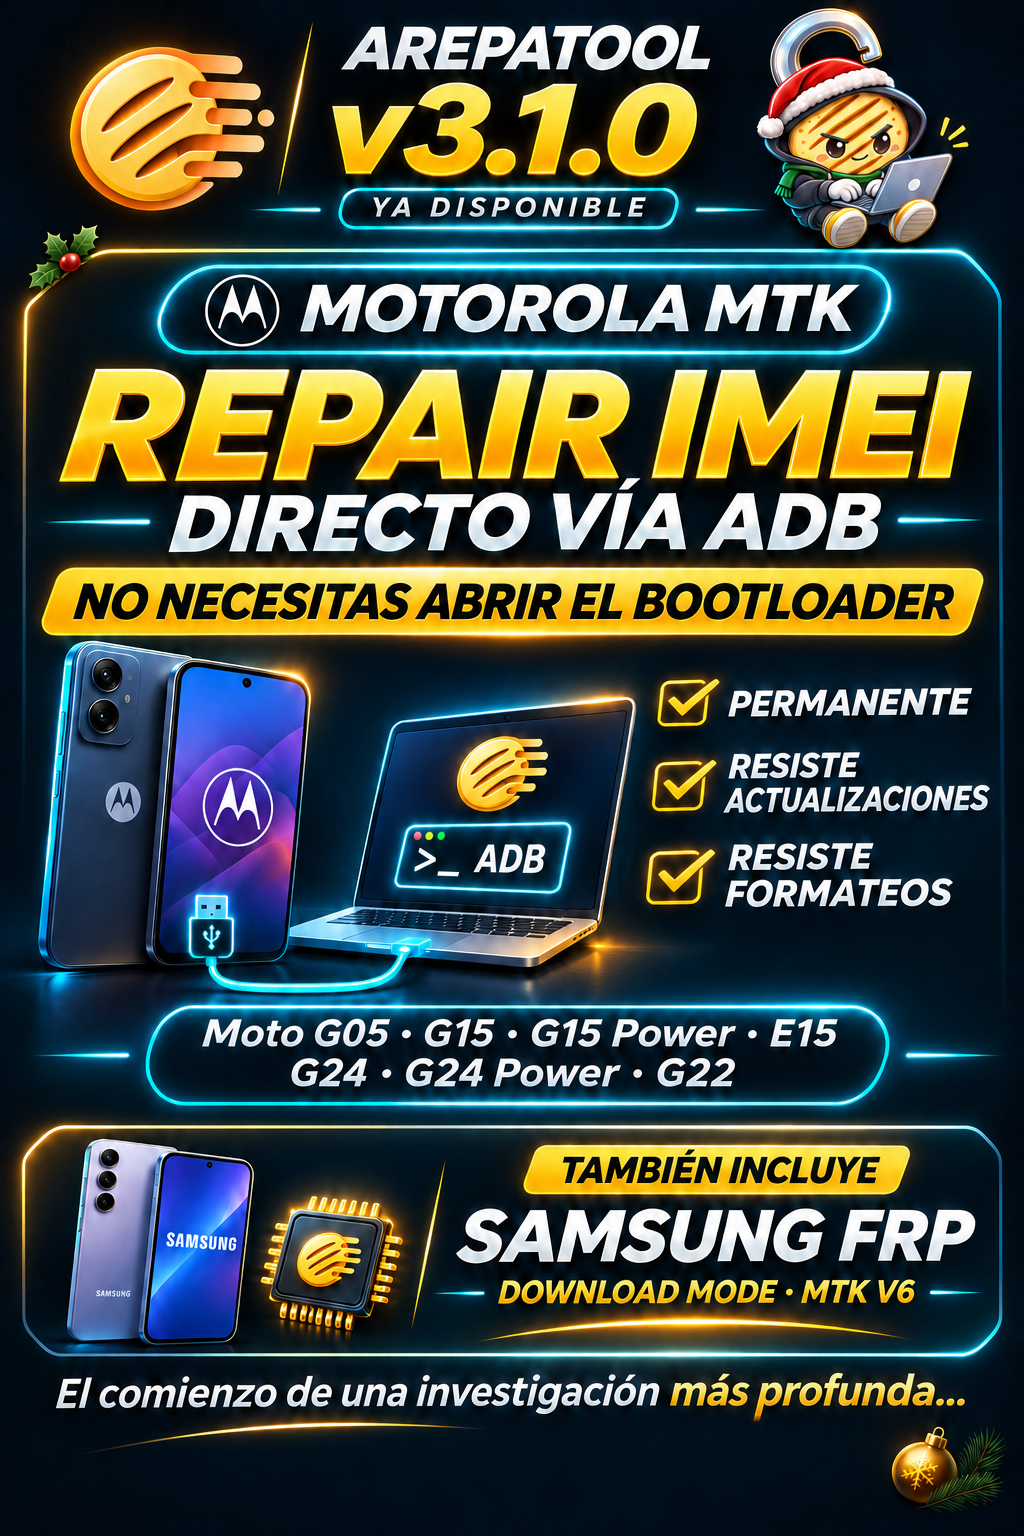 AREPATOOL
v3.1.0
YA DISPONIBLE
MOTOROLA MTK
REPAIR IMEI
DIRECTO VÍA ADB
NO NECESITAS ABRIR EL BOOTLOADER
PERMANENTE
RESISTE
ACTUALIZACIONES
RESISTE
FORMATEOS
>_ ADB
Moto G05 · G15 · G15 Power · E15
G24 · G24 Power · G22
TAMBIÉN INCLUYE
SAMSUNG FRP
DOWNLOAD MODE · MTK V6
SAMSUNG
SAMSUNG
El comienzo de una investigación más profunda...